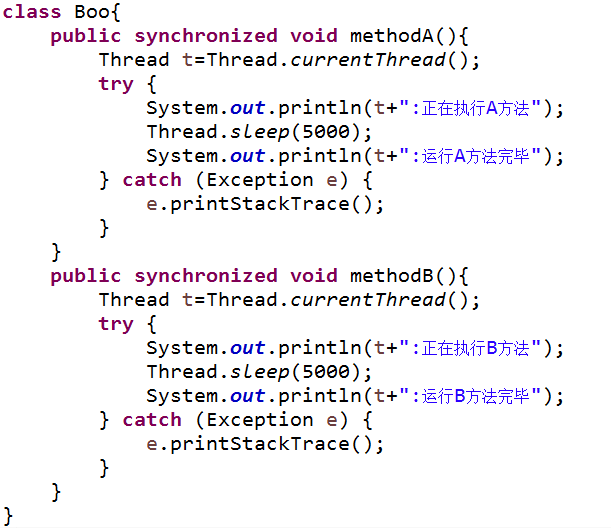 class Boo{
    public synchronized void methodA(){
        Thread t=Thread.currentThread();
        try {
            System.out.println(t+":正在执行A方法");
            Thread.sleep(5000);
            System.out.println(t+":运行A方法完毕");
        } catch (Exception e) {
            e.printStackTrace();
        }
    }
    public synchronized void methodB(){
        Thread t=Thread.currentThread();
        try {
            System.out.println(t+":正在执行B方法");
            Thread.sleep(5000);
            System.out.println(t+":运行B方法完毕");
        } catch (Exception e) {
            e.printStackTrace();
        }
    }
}